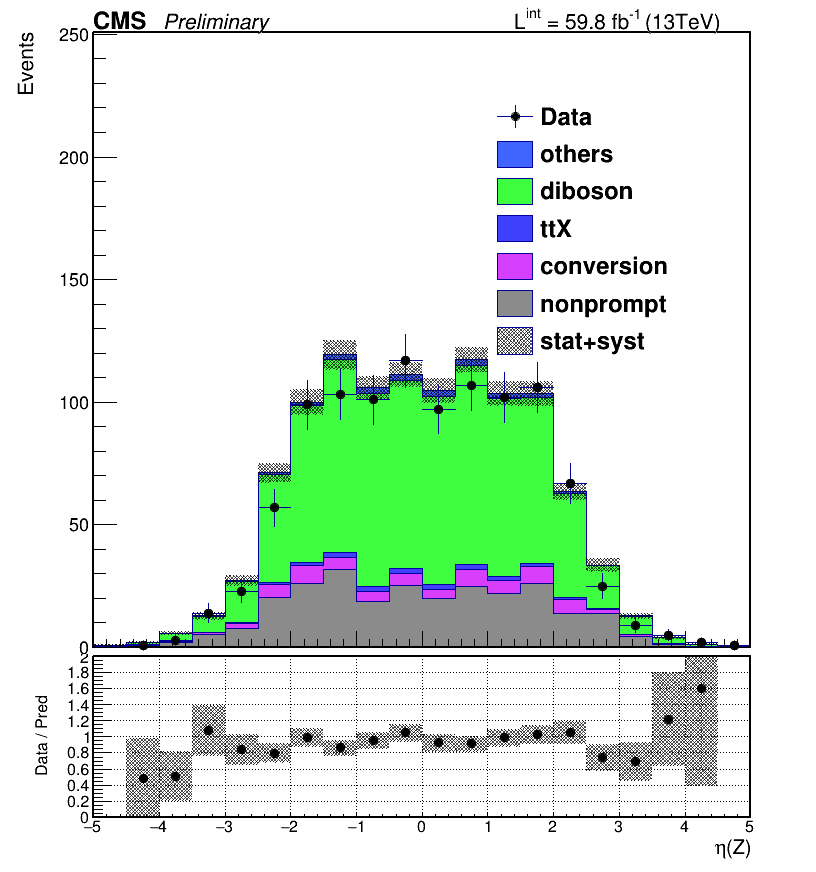 CMS Preliminary L^int = 59.8 fb^-1 (13TeV)
Events
250
200
150
100
50
0
Data
others
diboson
ttX
conversion
nonprompt
stat+syst
Data / Pred
2
1.8
1.6
1.4
1.2
1
0.8
0.6
0.4
0.2
0
−5 −4 −3 −2 −1 0 1 2 3 4 5
η(Z)